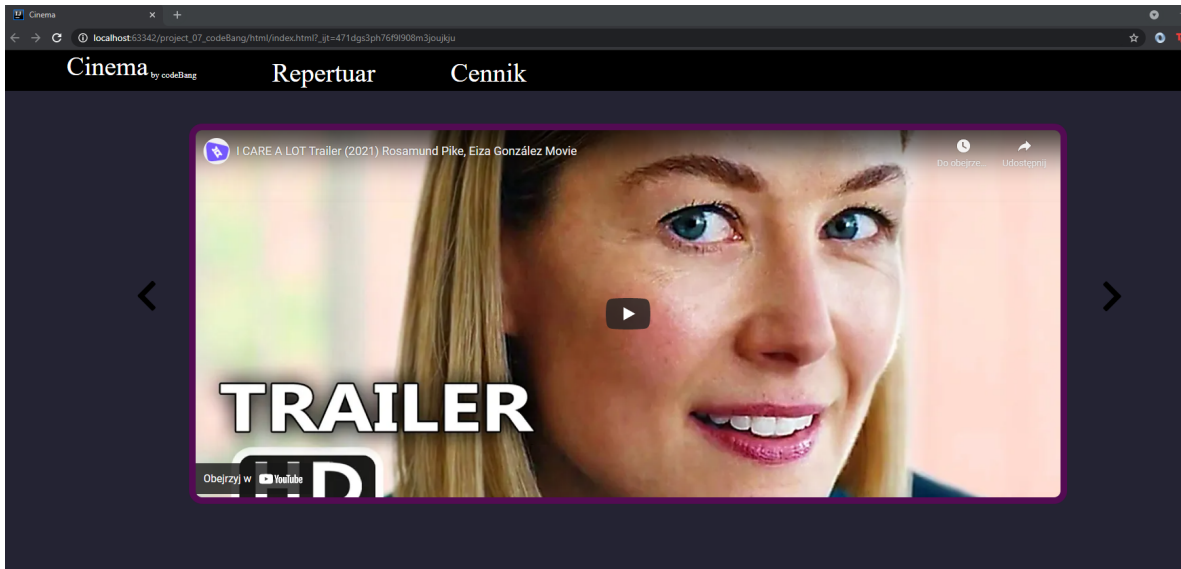 Cinema
localhost:63342/project_07_codeBang/html/index.html?_ijt=471dgs3ph76f9l908m3joujkju
Cinema by codeBang Repertuar Cennik
I CARE A LOT Trailer (2021) Rosamund Pike, Eiza González Movie
Do obejrze... Udostępnij
TRAILER
HD
Obejrzyj w YouTube